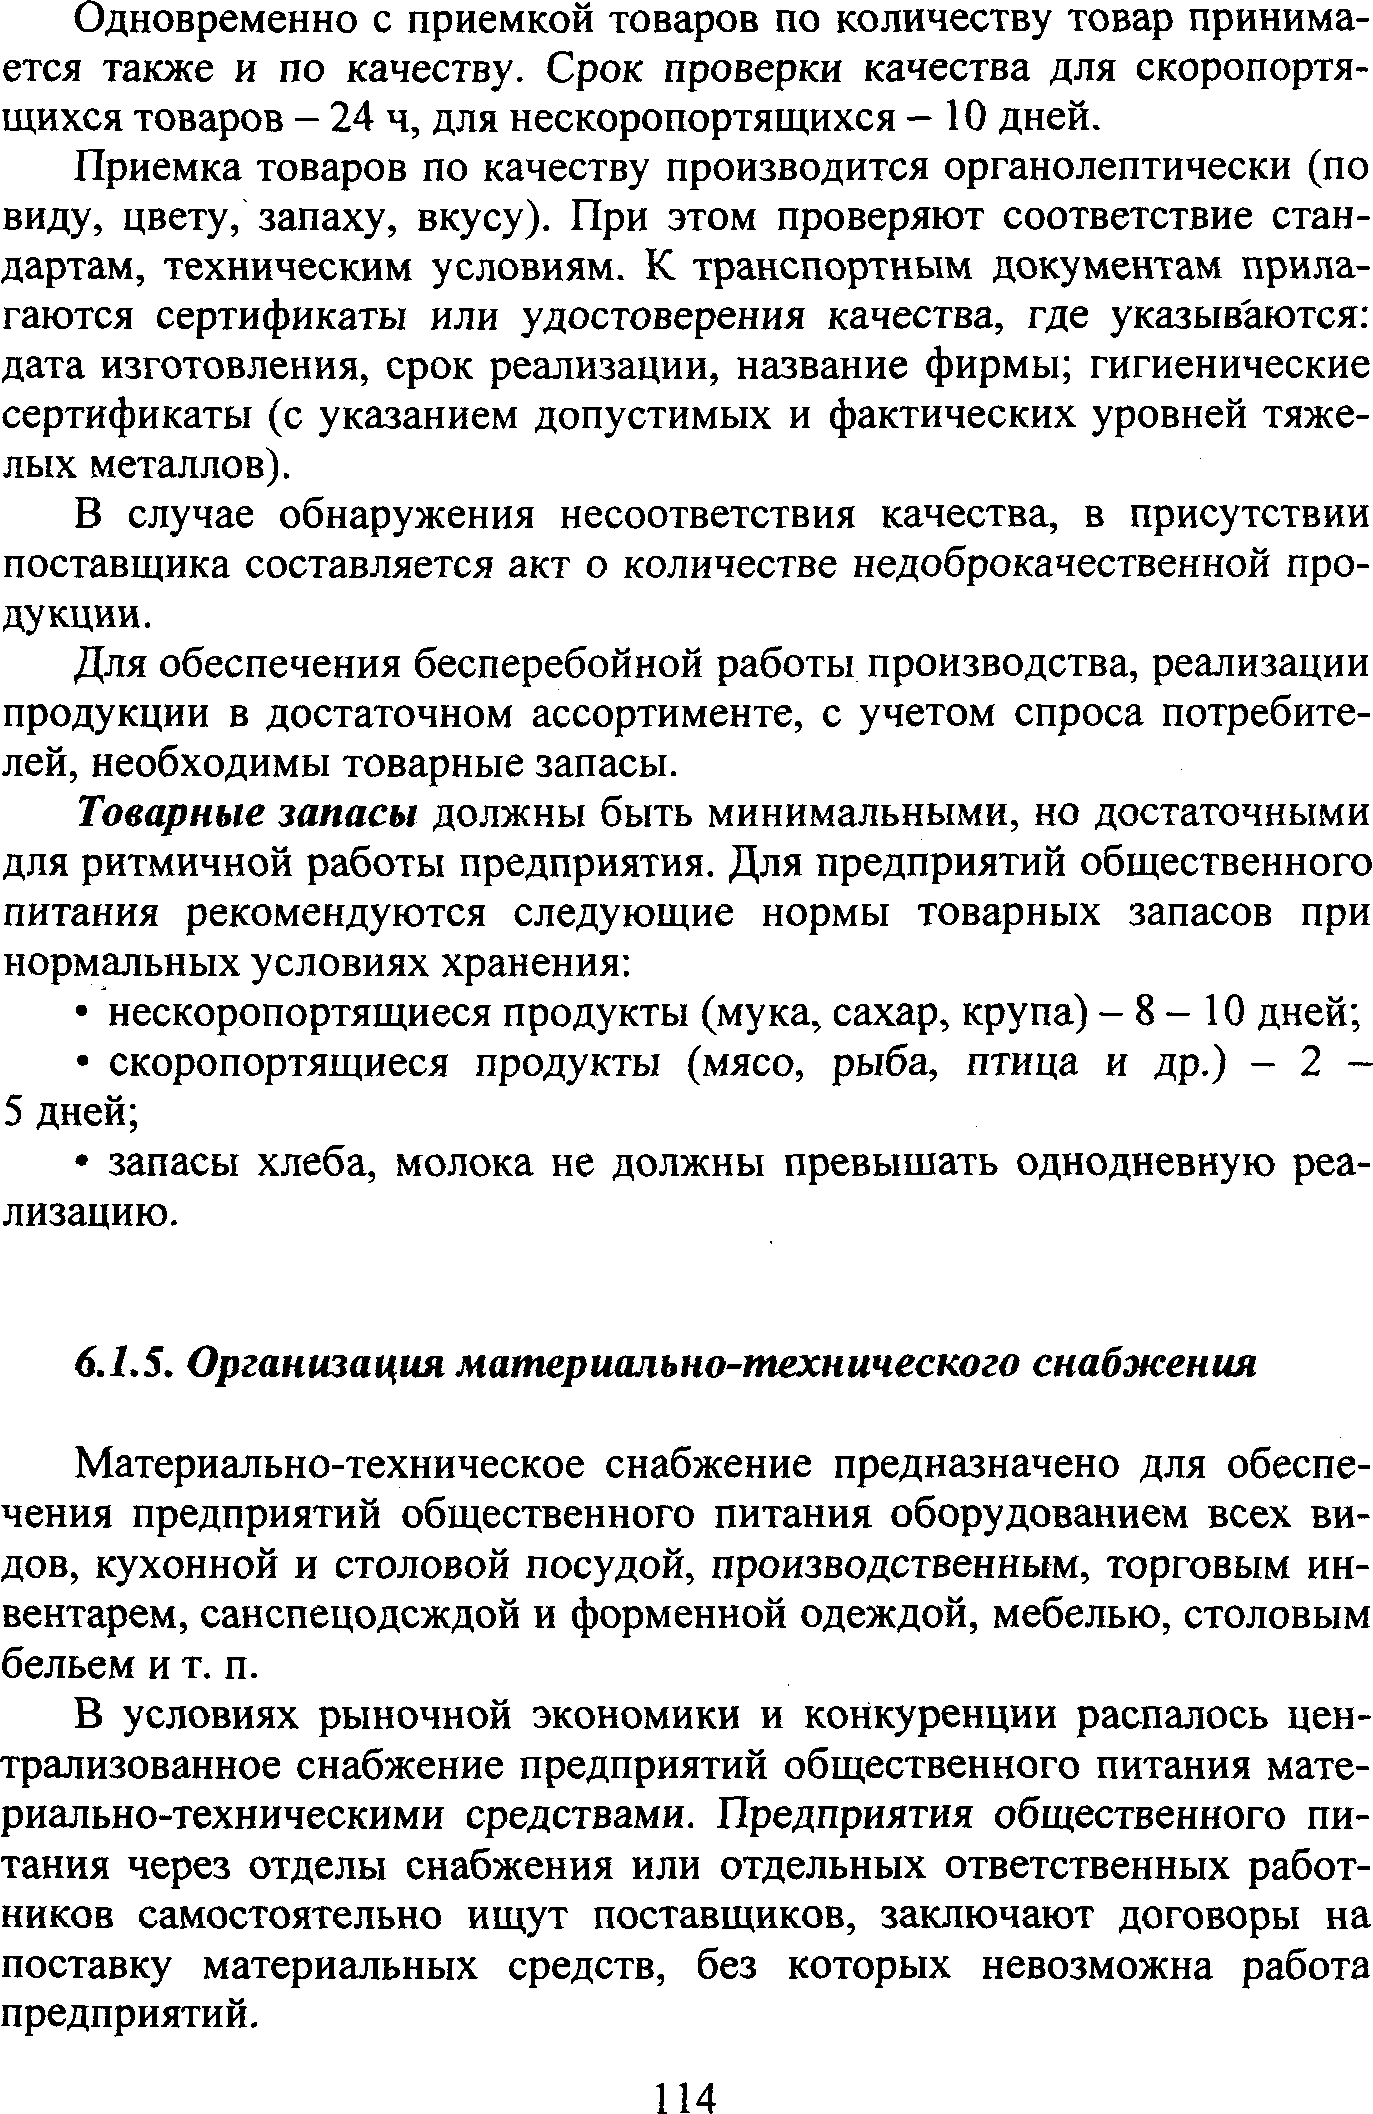 Одновременно с приемкой товаров по количеству товар принима-
ется также и по качеству. Срок проверки качества для скоропортя-
щихся товаров – 24 ч, для нескоропортящихся – 10 дней.
Приемка товаров по качеству производится органолептически (по
виду, цвету, запаху, вкусу). При этом проверяют соответствие стан-
дартам, техническим условиям. К транспортным документам прила-
гаются сертификаты или удостоверения качества, где указываются:
дата изготовления, срок реализации, название фирмы; гигиенические
сертификаты (с указанием допустимых и фактических уровней тяже-
лых металлов).
В случае обнаружения несоответствия качества, в присутствии
поставщика составляется акт о количестве недоброкачественной про-
дукции.
Для обеспечения бесперебойной работы производства, реализации
продукции в достаточном ассортименте, с учетом спроса потребите-
лей, необходимы товарные запасы.
Товарные запасы должны быть минимальными, но достаточными
для ритмичной работы предприятия. Для предприятий общественного
питания рекомендуются следующие нормы товарных запасов при
нормальных условиях хранения:
• нескоропортящиеся продукты (мука, сахар, крупа) – 8 – 10 дней;
• скоропортящиеся продукты (мясо, рыба, птица и др.) – 2 –
5 дней;
• запасы хлеба, молока не должны превышать однодневную реа-
лизацию.
6.1.5. Организация материально-технического снабжения
Материально-техническое снабжение предназначено для обеспе-
чения предприятий общественного питания оборудованием всех ви-
дов, кухонной и столовой посудой, производственным, торговым ин-
вентарем, санспецодсждой и форменной одеждой, мебелью, столовым
бельем и т. п.
В условиях рыночной экономики и конкуренции распалось цен-
трализованное снабжение предприятий общественного питания мате-
риально-техническими средствами. Предприятия общественного пи-
тания через отделы снабжения или отдельных ответственных работ-
ников самостоятельно ищут поставщиков, заключают договоры на
поставку материальных средств, без которых невозможна работа
предприятий.
114